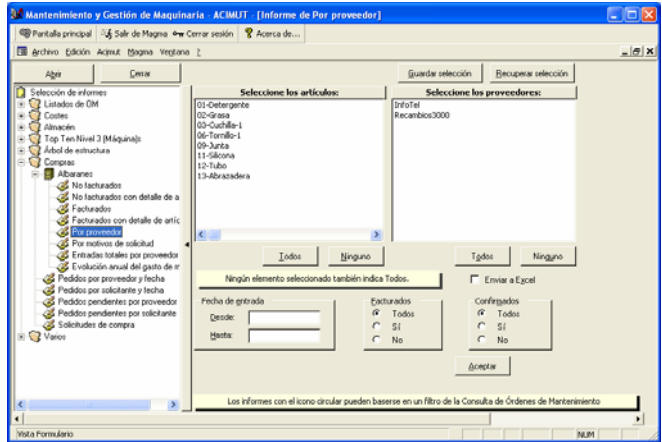 Mantenimiento y Gestión de Maquinaria - ACIMUT - [Informe de Por proveedor]
Pantalla principal Salir de Magma Cerrar sesión Acerca de...
Archivo Edición Acimut Magma Ventana ?
Abrir Cerrar Guardar selección Recuperar selección
Selección de informes
Listados de OM
Costes
Almacén
Top Ten Nivel 3 (Máquina)s
Árbol de estructura
Compras
Albaranes
No facturados
No facturados con detalle de a
Facturados
Facturados con detalle de artíc
Por proveedor
Por motivos de solicitud
Entradas totales por proveedor
Evolución anual del gasto de m
Pedidos por proveedor y fecha
Pedidos por solicitante y fecha
Pedidos pendientes por proveedor
Pedidos pendientes por solicitante
Solicitudes de compra
Varios
Seleccione los artículos:
01-Detergente
02-Grasa
03-Cuchilla-1
06-Tornillo-1
09-Junta
11-Silicona
12-Tubo
13-Abrazadera
Seleccione los proveedores:
InfoTel
Recambios3000
Todos Ninguno Todos Ninguno
Ningún elemento seleccionado también indica Todos.
Enviar a Excel
Fecha de entrada
Desde:
Hasta:
Facturados
Todos
Sí
No
Confirmados
Todos
Sí
No
Aceptar
Los informes con el icono circular pueden baserse en un filtro de la Consulta de Órdenes de Mantenimiento
Vista Formulario NUM